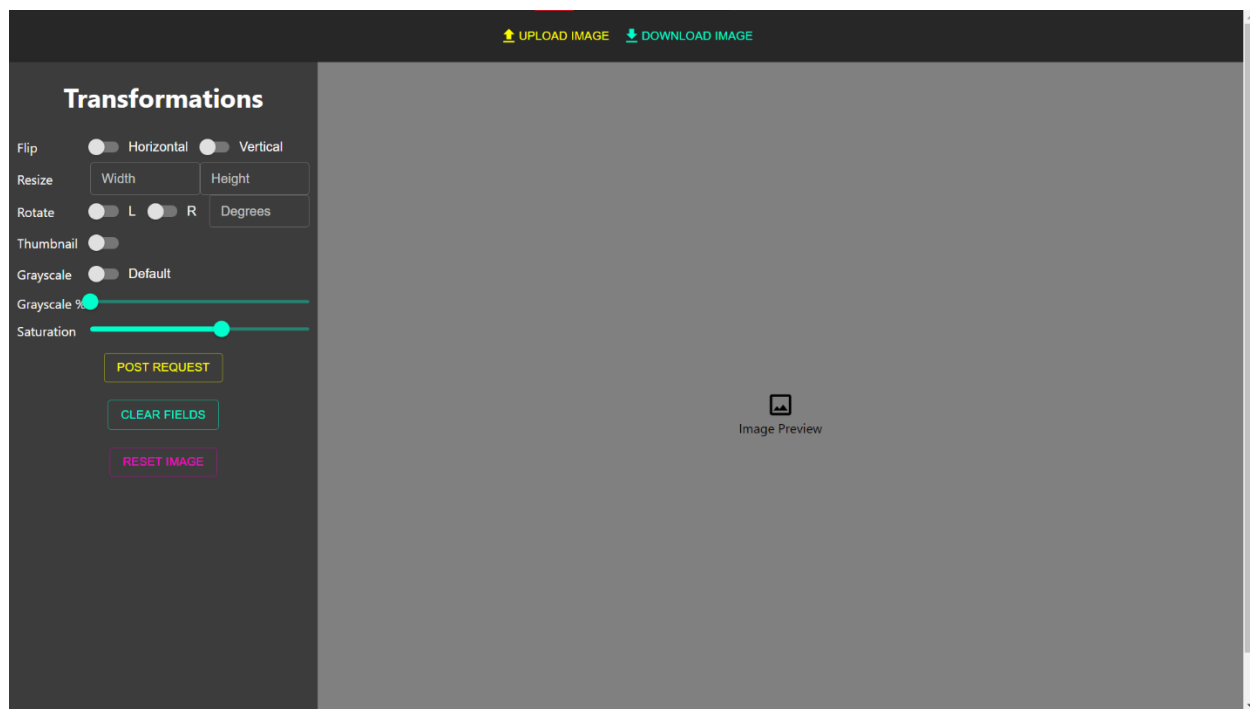 UPLOAD IMAGE DOWNLOAD IMAGE
Transformations
Flip Horizontal Vertical
Resize Width Height
Rotate L R Degrees
Thumbnail
Grayscale Default
Grayscale %
Saturation
POST REQUEST
CLEAR FIELDS
RESET IMAGE
Image Preview